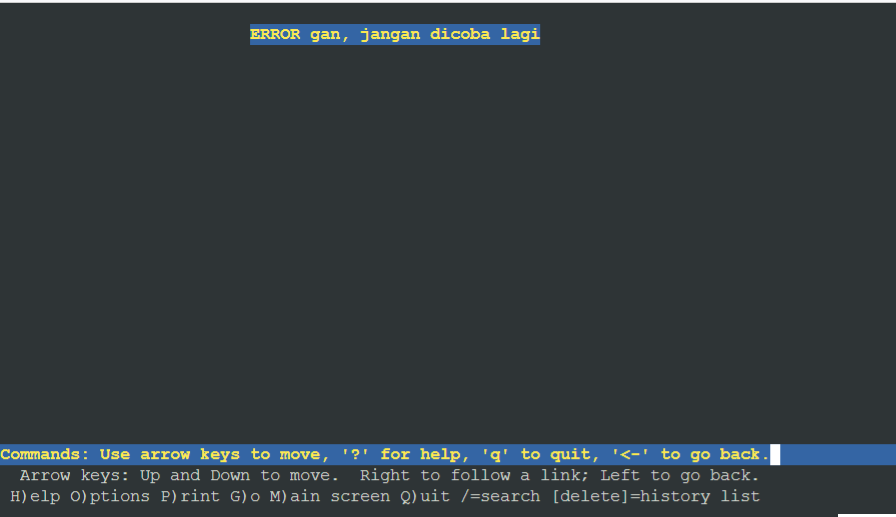 ERROR gan, jangan dicoba lagi
Commands: Use arrow keys to move, '?' for help, 'q' to quit, '<-' to go back.
Arrow keys: Up and Down to move.  Right to follow a link; Left to go back.
H)elp O)ptions P)rint G)o M)ain screen Q)uit /=search [delete]=history list